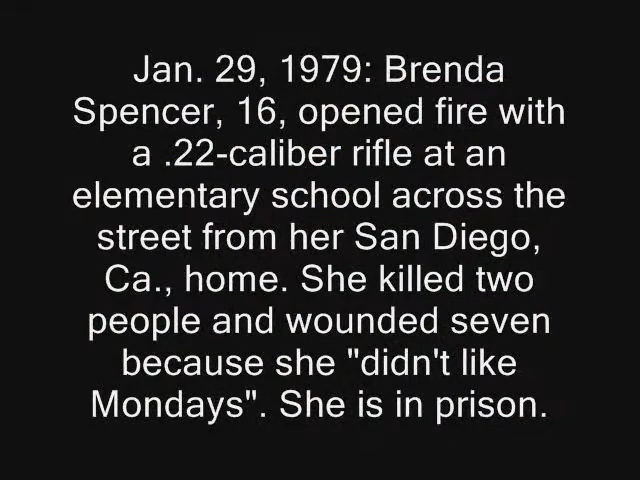 Jan. 29, 1979: Brenda
Spencer, 16, opened fire with
a .22-caliber rifle at an
elementary school across the
street from her San Diego,
Ca., home. She killed two
people and wounded seven
because she "didn't like
Mondays". She is in prison.